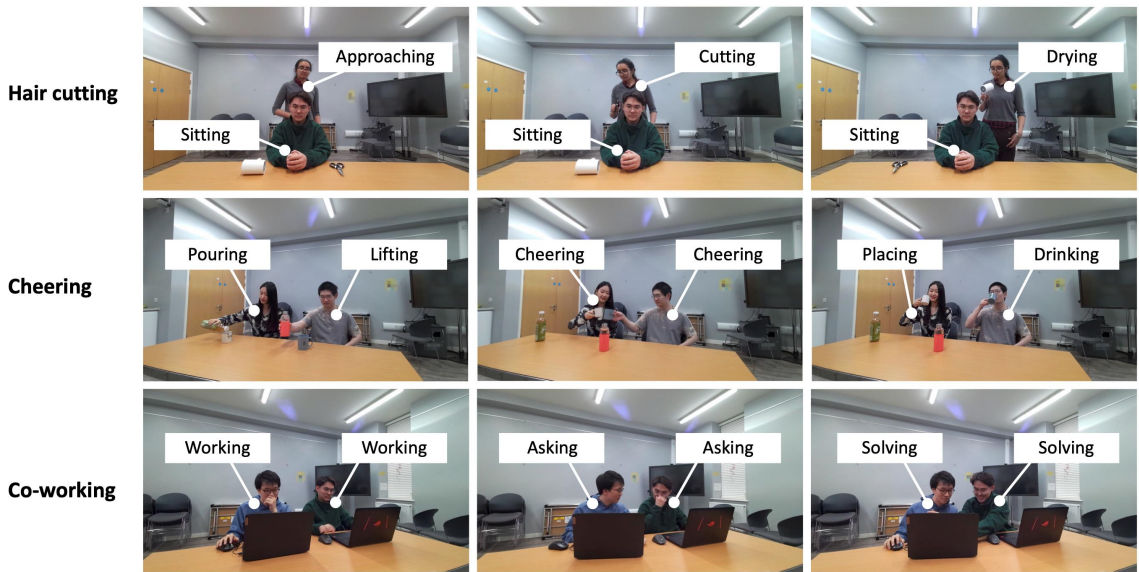 Hair cutting
Approaching
Sitting
Cutting
Sitting
Drying
Sitting
Cheering
Pouring
Lifting
Cheering
Cheering
Placing
Drinking
Co-working
Working
Working
Asking
Asking
Solving
Solving